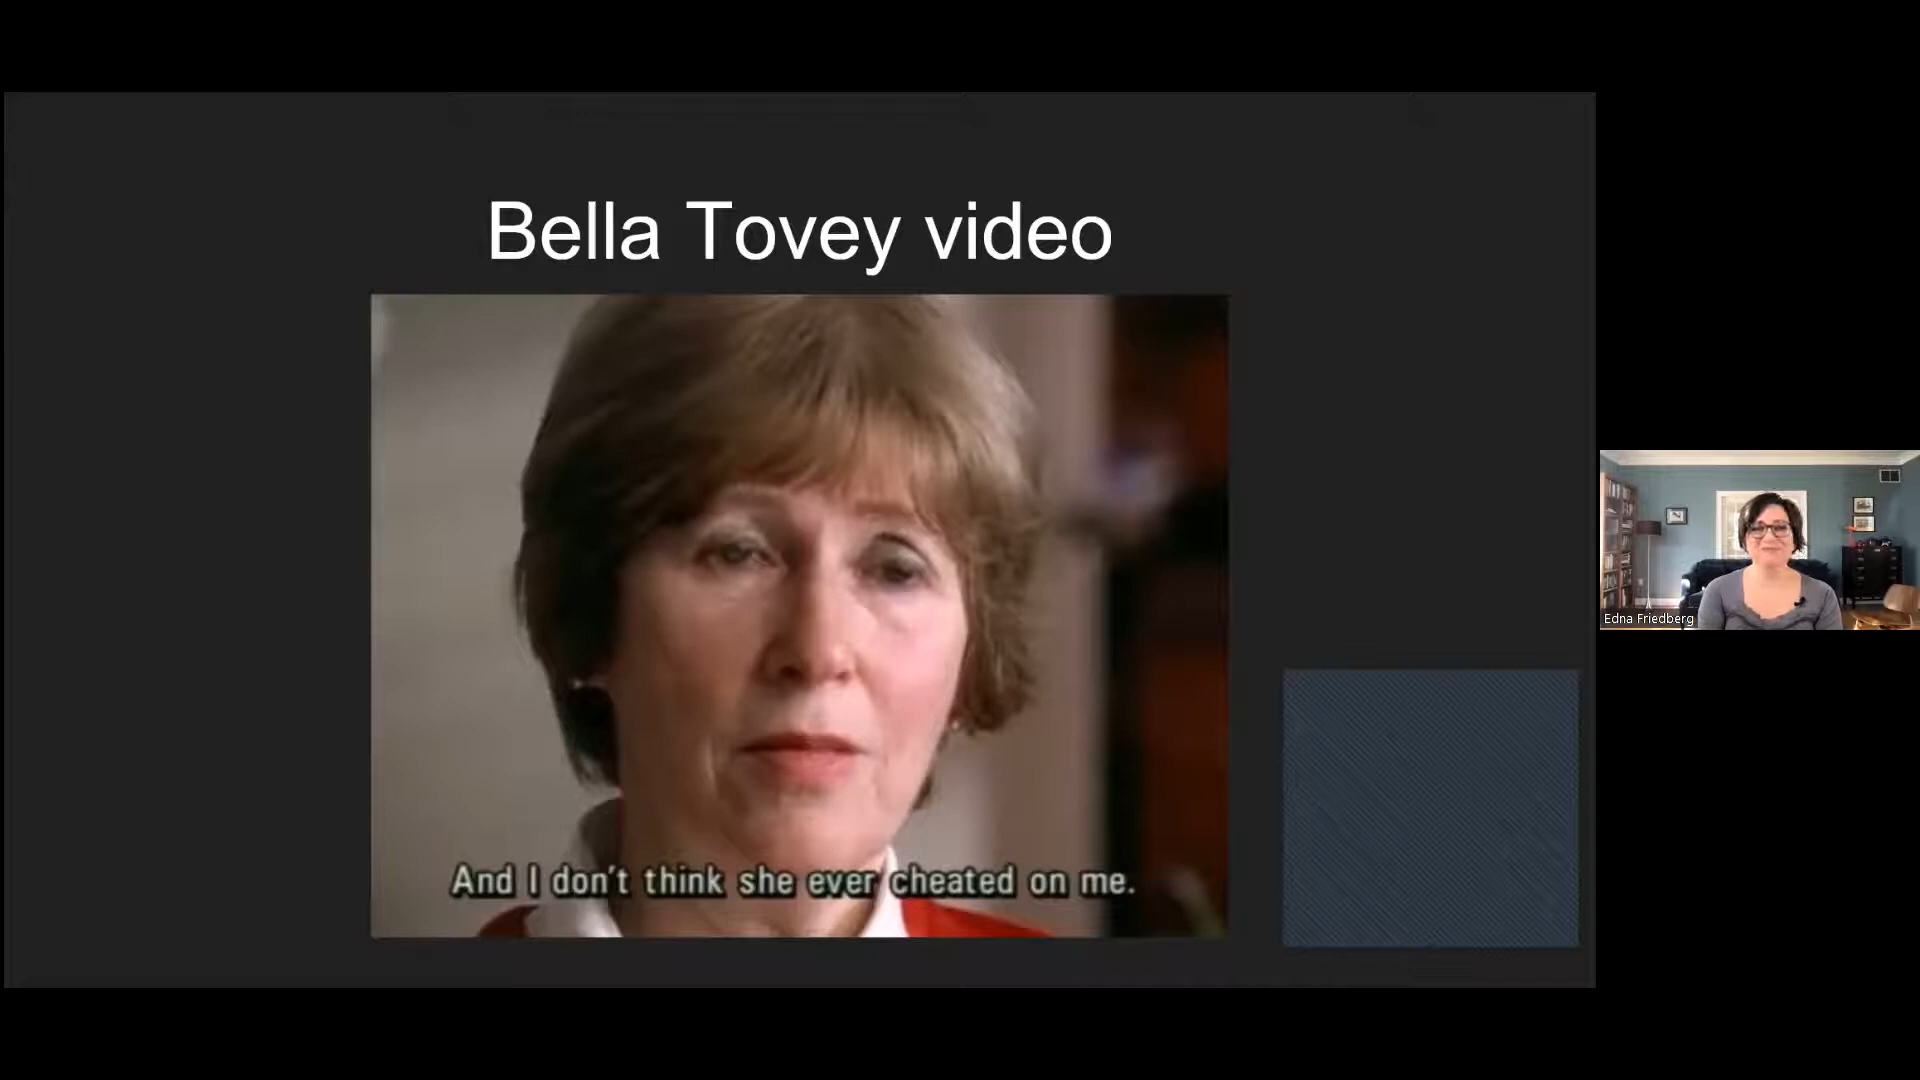 Bella Tovey video
And I don't think she ever cheated on me.
Edna Friedberg